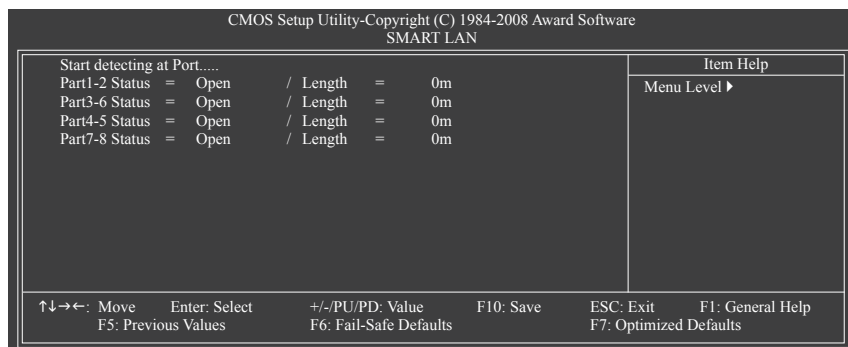 CMOS Setup Utility-Copyright (C) 1984-2008 Award Software
SMART LAN
Start detecting at Port.....
Part1-2 Status = Open / Length = 0m
Part3-6 Status = Open / Length = 0m
Part4-5 Status = Open / Length = 0m
Part7-8 Status = Open / Length = 0m
Item Help
Menu Level
↑↓→←: Move Enter: Select +/-/PU/PD: Value F10: Save ESC: Exit F1: General Help
F5: Previous Values F6: Fail-Safe Defaults F7: Optimized Defaults